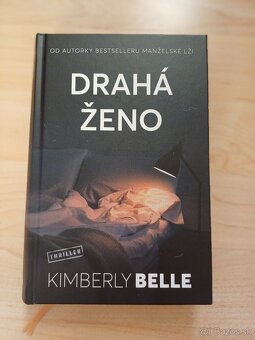 OD AUTORKY BESTSELLERU MANŽELSKÉ LŽI
DRAHÁ
ŽENO
THRILLER
KIMBERLY BELLE